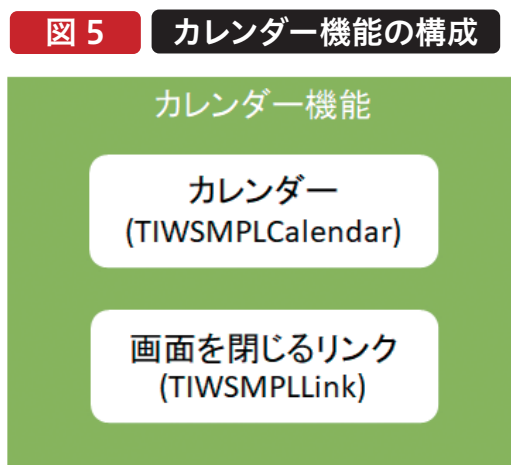 図 5 カレンダー機能の構成
カレンダー機能
カレンダー
(TIWSMPLCalendar)
画面を閉じるリンク
(TIWSMPLLink)